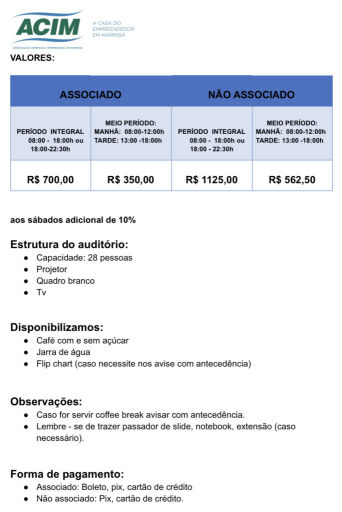 ACIM
A CASA DO
EMPREENDEDOR
EM MARINGÁ
ASSOCIAÇÃO COMERCIAL E EMPRESARIAL DE MARINGÁ
VALORES:
ASSOCIADO NÃO ASSOCIADO
PERÍODO INTEGRAL
08:00 - 18:00h ou
18:00-22:30h
MEIO PERÍODO:
MANHÃ: 08:00-12:00h
TARDE: 13:00 -18:00h
PERÍODO INTEGRAL
08:00 - 18:00h ou
18:00 - 22:30h
MEIO PERÍODO:
MANHÃ: 08:00-12:00h
TARDE: 13:00 -18:00h
R$ 700,00 R$ 350,00 R$ 1125,00 R$ 562,50
aos sábados adicional de 10%
Estrutura do auditório:
● Capacidade: 28 pessoas
● Projetor
● Quadro branco
● Tv
Disponibilizamos:
● Café com e sem açúcar
● Jarra de água
● Flip chart (caso necessite nos avise com antecedência)
Observações:
● Caso for servir coffee break avisar com antecedência.
● Lembre - se de trazer passador de slide, notebook, extensão (caso
necessário).
Forma de pagamento:
● Associado: Boleto, pix, cartão de crédito
● Não associado: Pix, cartão de crédito.